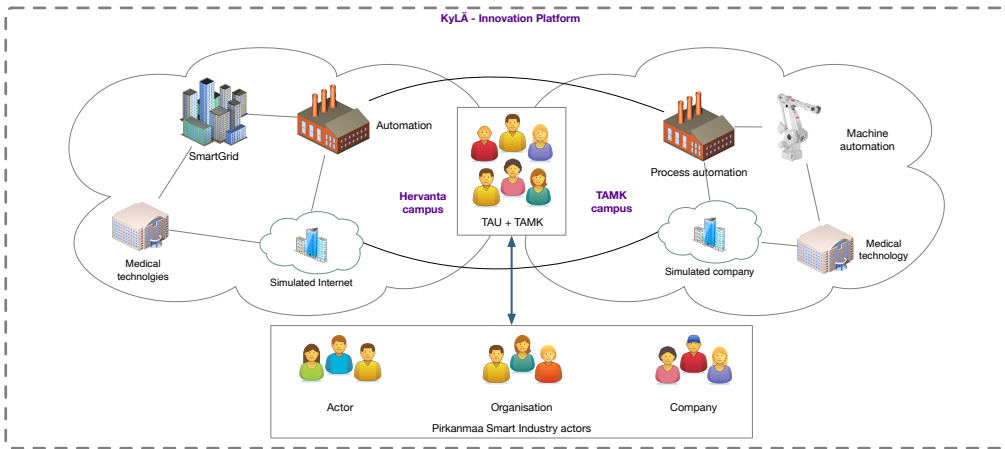 KyLÄ - Innovation Platform
SmartGrid
Automation
Medical
technolgies
Simulated Internet
Hervanta
campus
TAU + TAMK
TAMK
campus
Process automation
Machine
automation
Simulated company
Medical
technology
Actor
Organisation
Company
Pirkanmaa Smart Industry actors